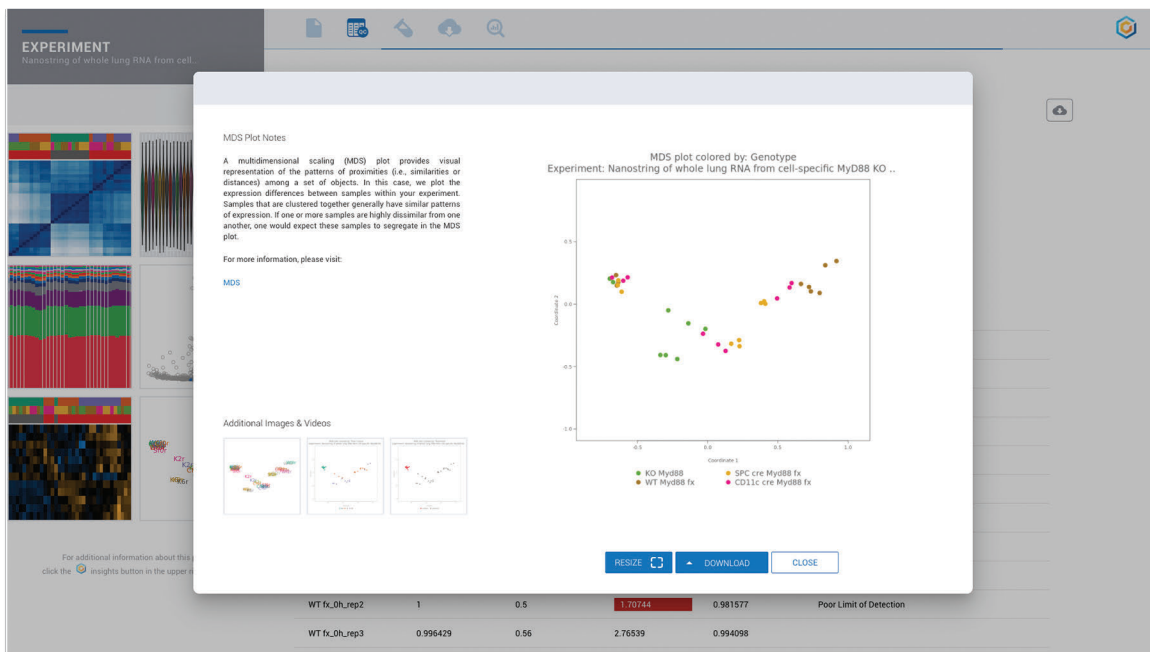 EXPERIMENT
Nanostring of whole lung RNA from cell..
MDS Plot Notes
A multidimensional scaling (MDS) plot provides visual
representation of the patterns of proximities (i.e., similarities or
distances) among a set of objects. In this case, we plot the
expression differences between samples within your experiment.
Samples that are clustered together generally have similar patterns
of expression. If one or more samples are highly dissimilar from one
another, one would expect these samples to segregate in the MDS
plot.
For more information, please visit:
MDS
Additional Images & Videos
MDS plot colored by: Genotype
Experiment: Nanostring of whole lung RNA from cell-specific MyD88 KO ..
Coordinate 2
0.5
0.0
-0.5
-1.0
-0.5
0.0
0.5
1.0
Coordinate 1
KO Myd88
SPC cre Myd88 fx
WT Myd88 fx
CD11c cre Myd88 fx
RESIZE
DOWNLOAD
CLOSE
K2r
For additional information about this
click the insights button in the upper
WT fx_0h_rep2 1 0.5 1.70744 0.981577 Poor Limit of Detection
WT fx_0h_rep3 0.996429 0.56 2.76539 0.994098